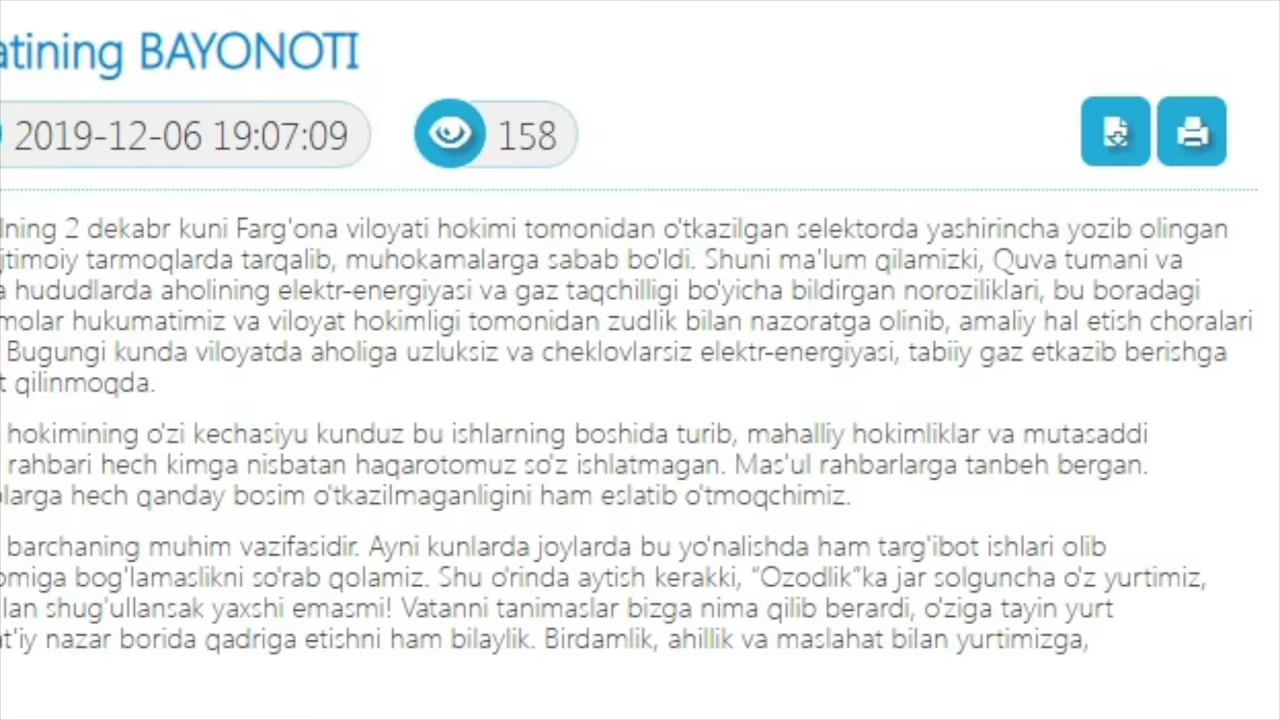 atining BAYONOTI
2019-12-06 19:07:09 158
lning 2 dekabr kuni Farg'ona viloyati hokimi tomonidan o'tkazilgan selektorda yashirincha yozib olingan
jtimoiy tarmoqlarda tarqalib, muhokamalarga sabab bo'ldi. Shuni ma'lum qilamizki, Quva tumani va
a hududlarda aholining elektr-energiyasi va gaz taqchilligi bo'yicha bildirgan noroziliklari, bu boradagi
molar hukumatimiz va viloyat hokimligi tomonidan zudlik bilan nazoratga olinib, amaliy hal etish choralari
Bugungi kunda viloyatda aholiga uzluksiz va cheklovlarsiz elektr-energiyasi, tabiiy gaz etkazib berishga
t qilinmoqda.
hokimining o'zi kechasiyu kunduz bu ishlarning boshida turib, mahalliy hokimliklar va mutasaddi
rahbari hech kimga nisbatan haqarotomuz so'z ishlatmagan. Mas'ul rahbarlarga tanbeh bergan.
olarga hech qanday bosim o'tkazilmaganligini ham eslatib o'tmoqchimiz.
barchaning muhim vazifasidir. Ayni kunlarda joylarda bu yo'nalishda ham targ'ibot ishlari olib
omiga bog'lamaslikni so'rab qolamiz. Shu o'rinda aytish kerakki, “Ozodlik”ka jar solguncha o'z yurtimiz,
ilan shug'ullansak yaxshi emasmi! Vatanni tanimaslar bizga nima qilib berardi, o'ziga tayin yurt
at'iy nazar borida qadriga etishni ham bilaylik. Birdamlik, ahillik va maslahat bilan yurtimizga,